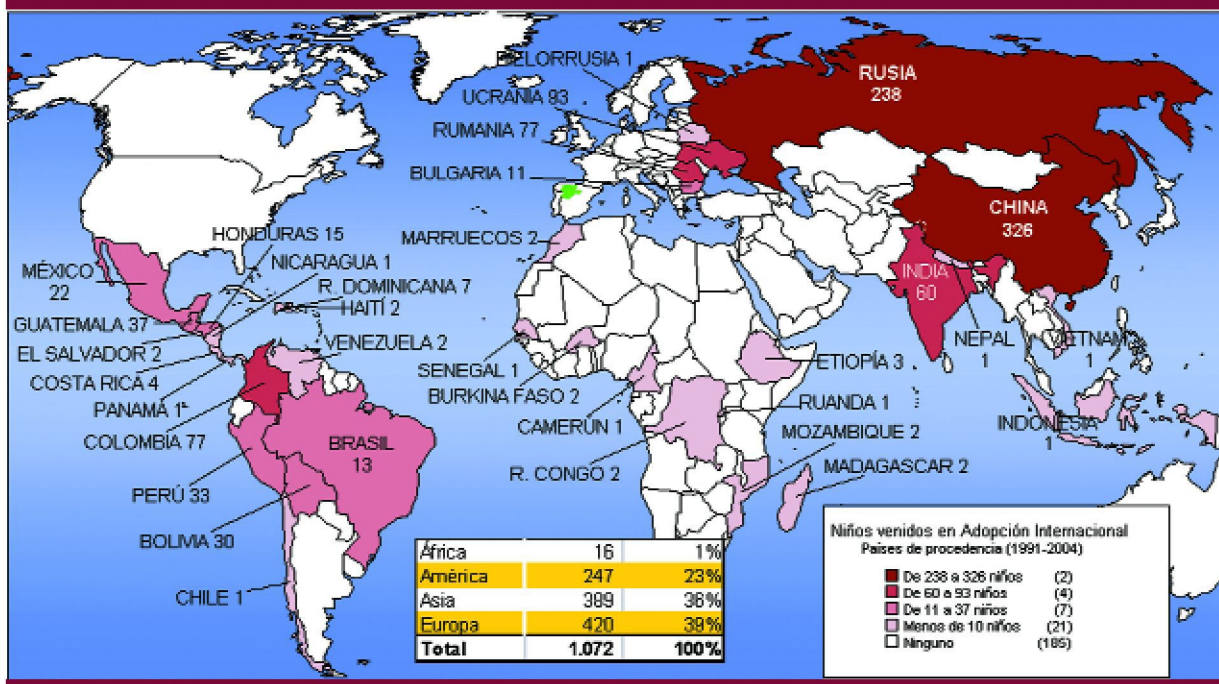 BIELORRUSIA 1
UCRANIA 93
RUMANIA 77
BULGARIA 11
RUSIA
238
CHINA
326
INDIA
60
NEPAL
1
VIETNAM
1
INDONESIA
1
MARRUECOS 2
SENEGAL 1
BURKINA FASO 2
CAMERÚN 1
R. CONGO 2
ETIOPÍA 3
RUANDA 1
MOZAMBIQUE 2
MADAGASCAR 2
HONDURAS 15
NICARAGUA 1
R. DOMINICANA 7
HAITÍ 2
MÉXICO
22
GUATEMALA 37
EL SALVADOR 2
COSTA RICA 4
PANAMÁ 1
VENEZUELA 2
COLOMBIA 77
BRASIL
13
PERÚ 33
BOLIVIA 30
CHILE 1
África 16 1%
América 247 23%
Asia 389 36%
Europa 420 39%
Total 1.072 100%
Niños venidos en Adopción Internacional
Países de procedencia (1991-2004)
De 238 a 326 niños (2)
De 60 a 93 niños (4)
De 11 a 37 niños (7)
Menos de 10 niños (21)
Ninguno (185)